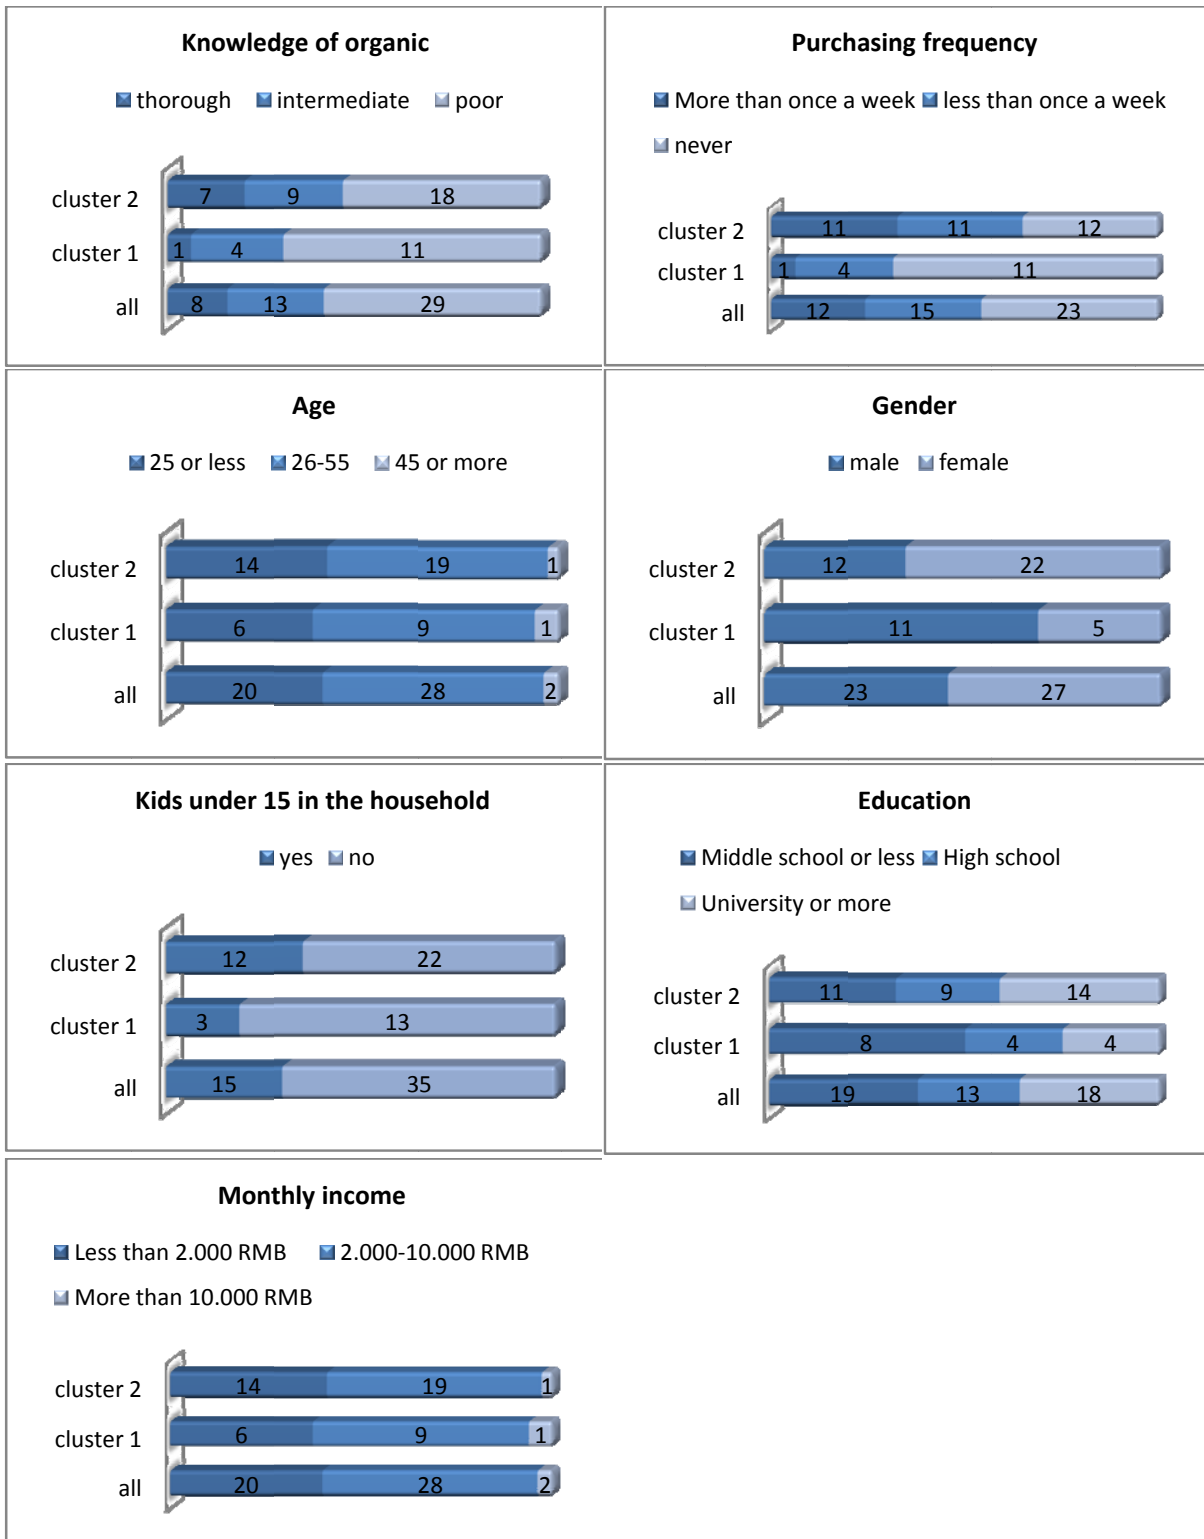 Knowledge of organic
thorough intermediate poor
cluster 2 7 9 18
cluster 1 1 4 11
all 8 13 29
Purchasing frequency
More than once a week less than once a week
never
cluster 2 11 11 12
cluster 1 1 4 11
all 12 15 23
Age
25 or less 26-55 45 or more
cluster 2 14 19 1
cluster 1 6 9 1
all 20 28 2
Gender
male female
cluster 2 12 22
cluster 1 11 5
all 23 27
Kids under 15 in the household
yes no
cluster 2 12 22
cluster 1 3 13
all 15 35
Education
Middle school or less High school
University or more
cluster 2 11 9 14
cluster 1 8 4 4
all 19 13 18
Monthly income
Less than 2.000 RMB 2.000-10.000 RMB
More than 10.000 RMB
cluster 2 14 19 1
cluster 1 6 9 1
all 20 28 2